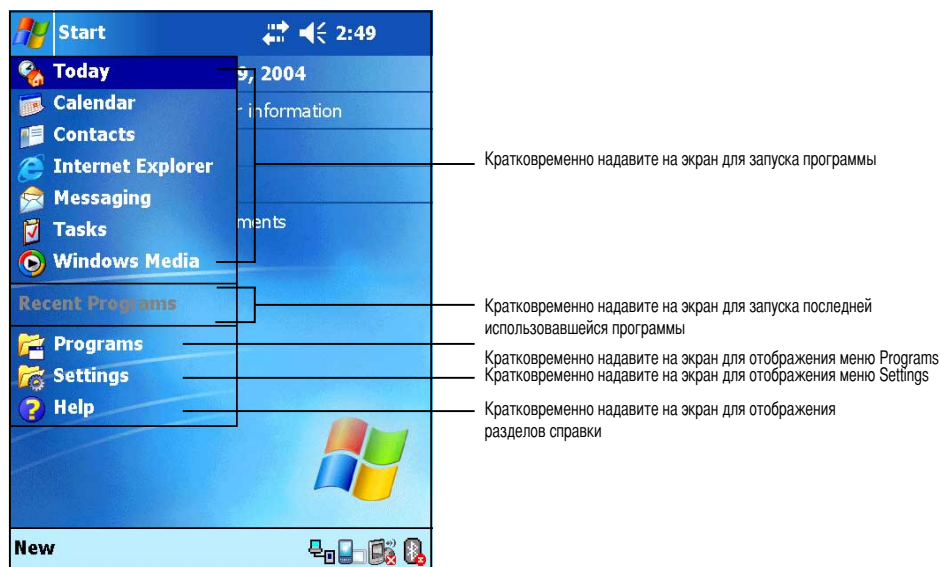 Start 2:49
Today
9, 2004
Calendar
r information
Contacts
Internet Explorer
Кратковременно надавите на экран для запуска программы
Messaging
Tasks
ments
Windows Media
Recent Programs
Кратковременно надавите на экран для запуска последней
использовавшейся программы
Programs
Кратковременно надавите на экран для отображения меню Programs
Settings
Кратковременно надавите на экран для отображения меню Settings
Help
Кратковременно надавите на экран для отображения
разделов справки
New